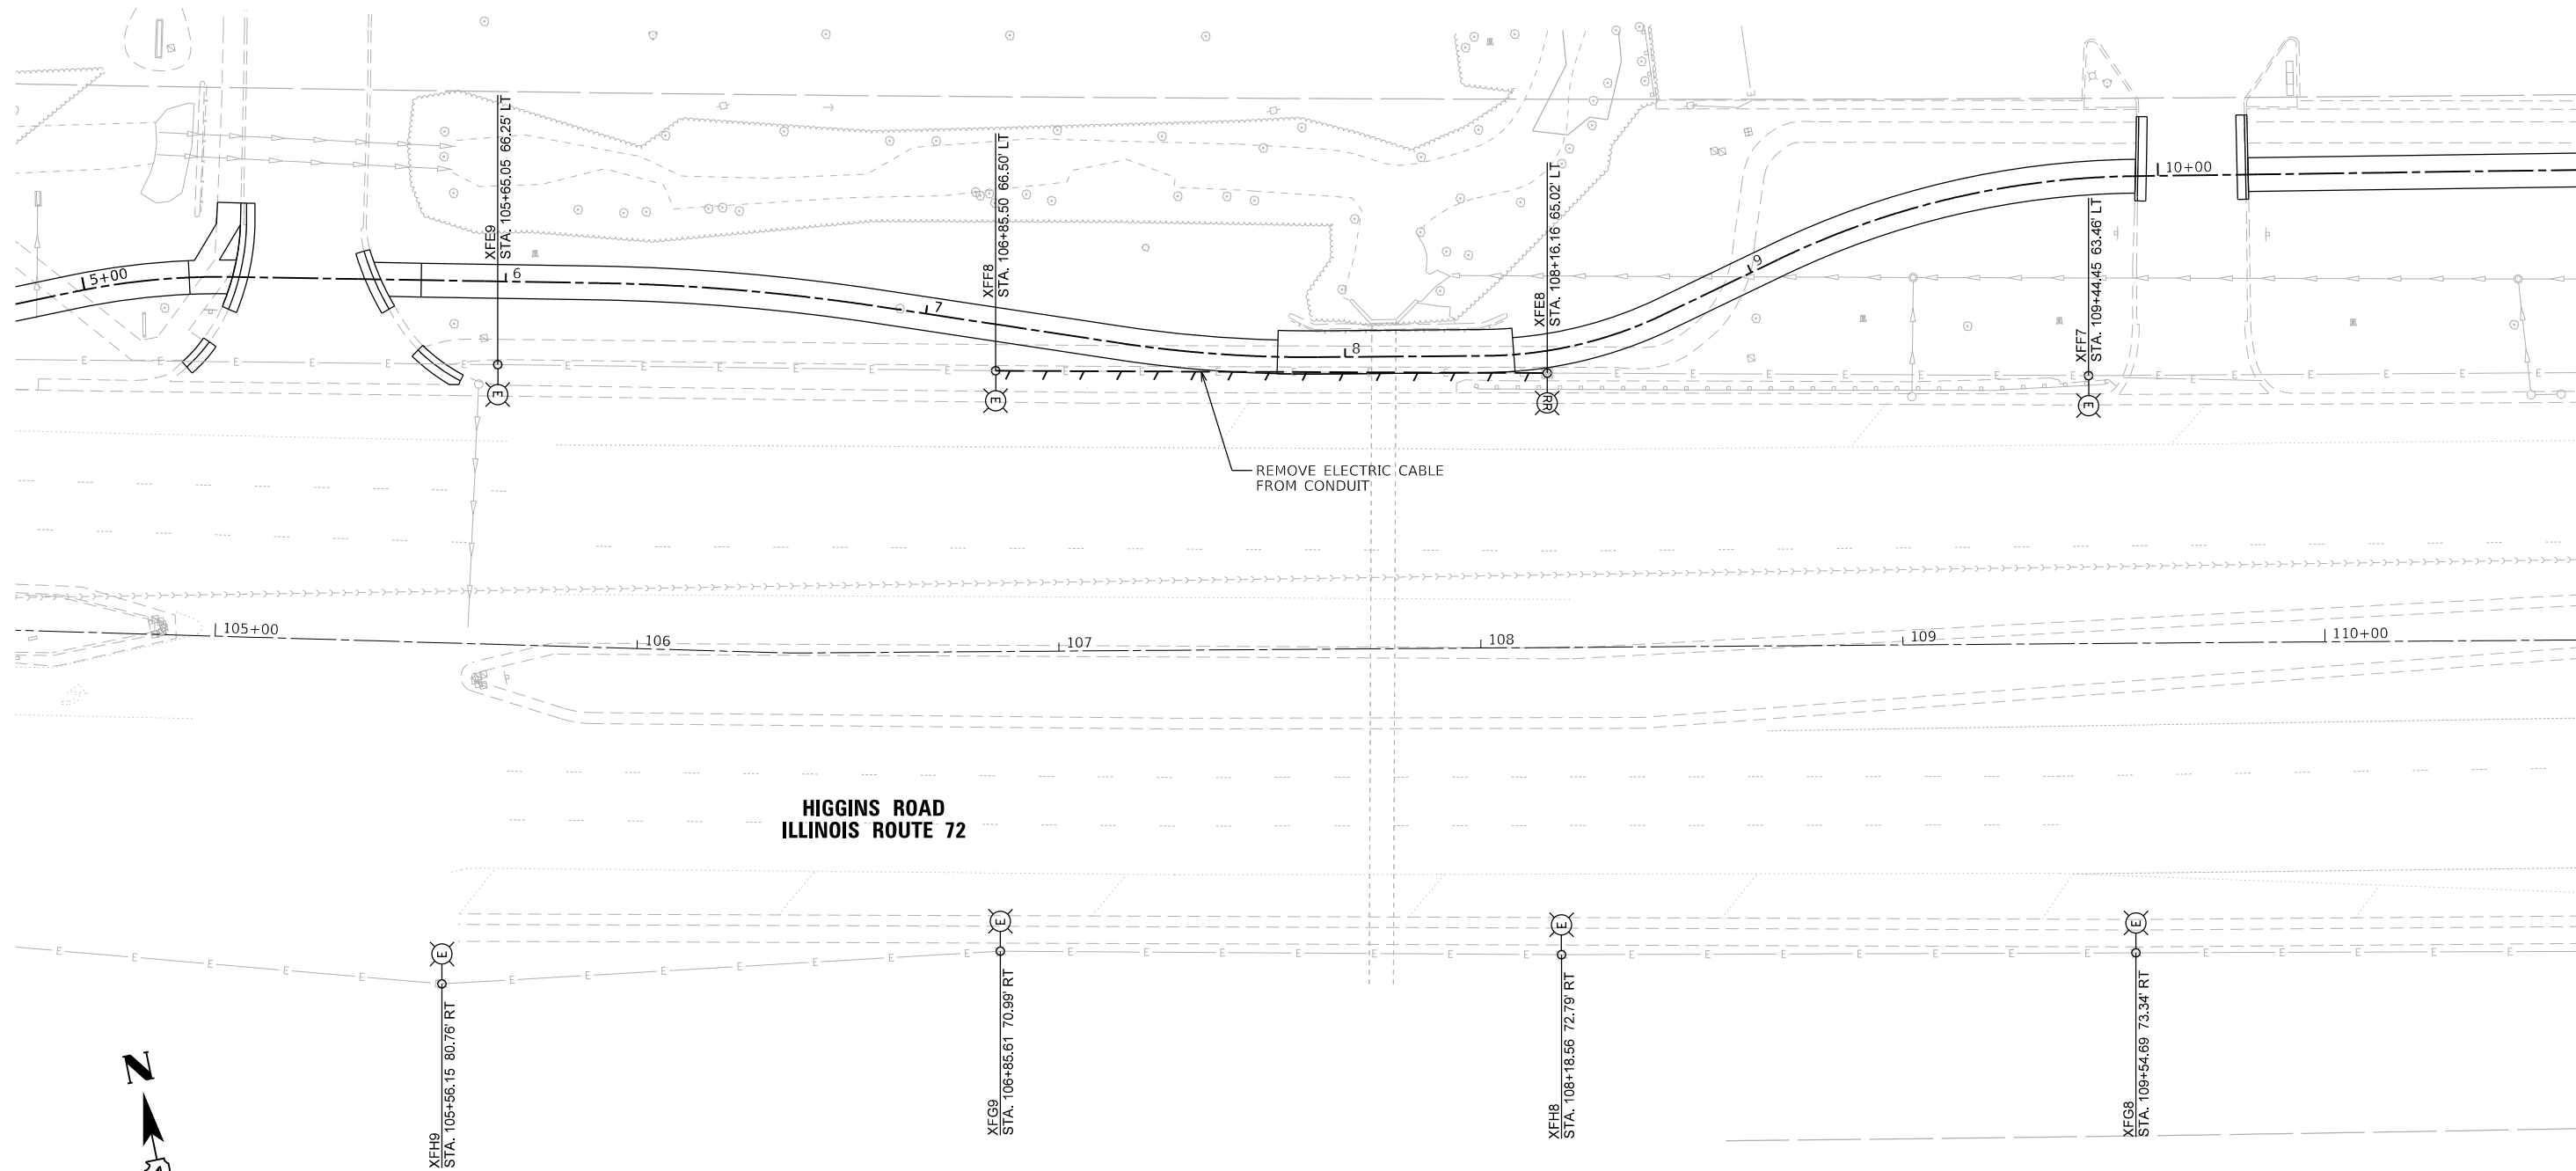 XFE9
STA. 105+65.05 66.25' LT
XFF8
STA. 106+85.50 66.50' LT
XFE8
STA. 108+16.16 65.02' LT
XFF7
STA. 109+44.45 63.46' LT
5+00
6
7
8
9
10+00
E
E
RR
E
REMOVE ELECTRIC CABLE
FROM CONDUIT
105+00
106
107
108
109
110+00
HIGGINS ROAD
ILLINOIS ROUTE 72
E
E
E
E
XFH9
STA. 105+56.15 80.76' RT
XFG9
STA. 106+85.61 70.99' RT
XFH8
STA. 108+18.56 72.79' RT
XFG8
STA. 109+54.69 73.34' RT
N